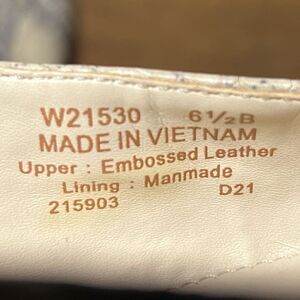 W21530 6½B
MADE IN VIETNAM
Upper : Embossed Leather
Lining : Manmade
215903 D21